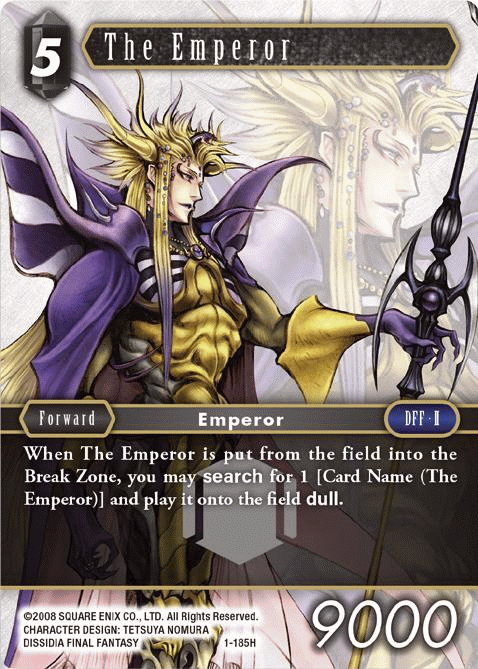 5
The Emperor
Forward
Emperor
DFF·II
When The Emperor is put from the field into the
Break Zone, you may search for 1 [Card Name (The
Emperor)] and play it onto the field dull.
©2008 SQUARE ENIX CO., LTD. All Rights Reserved.
CHARACTER DESIGN: TETSUYA NOMURA
DISSIDIA FINAL FANTASY
1-185H
9000